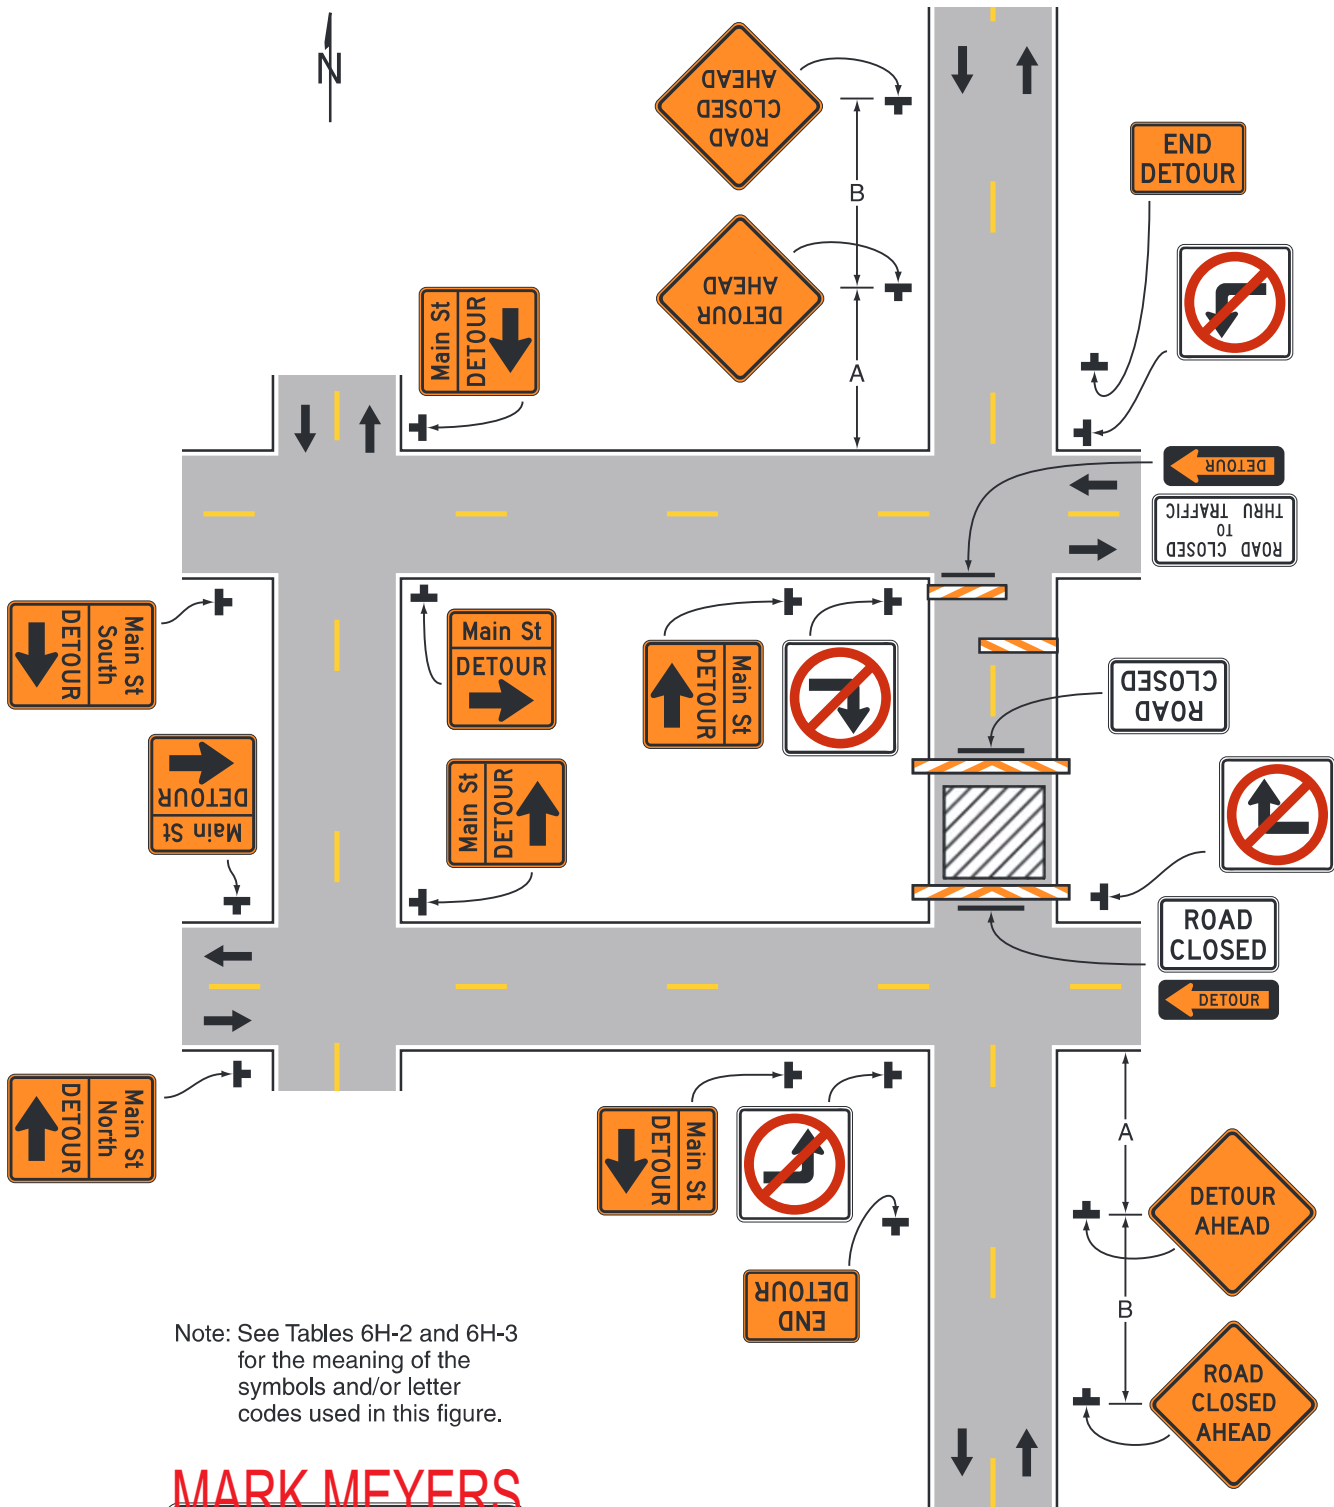 N
ROAD
CLOSED
AHEAD
B
END
DETOUR
DETOUR
AHEAD
A
Main St
DETOUR
DETOUR
ROAD CLOSED
TO
THRU TRAFFIC
Main St
South
DETOUR
Main St
DETOUR
Main St
DETOUR
ROAD
CLOSED
Main St
DETOUR
Main St
DETOUR
ROAD
CLOSED
DETOUR
Main St
North
DETOUR
Main St
DETOUR
A
DETOUR
AHEAD
END
DETOUR
B
Note: See Tables 6H-2 and 6H-3
for the meaning of the
symbols and/or letter
codes used in this figure.
ROAD
CLOSED
AHEAD
MARK MEYERS